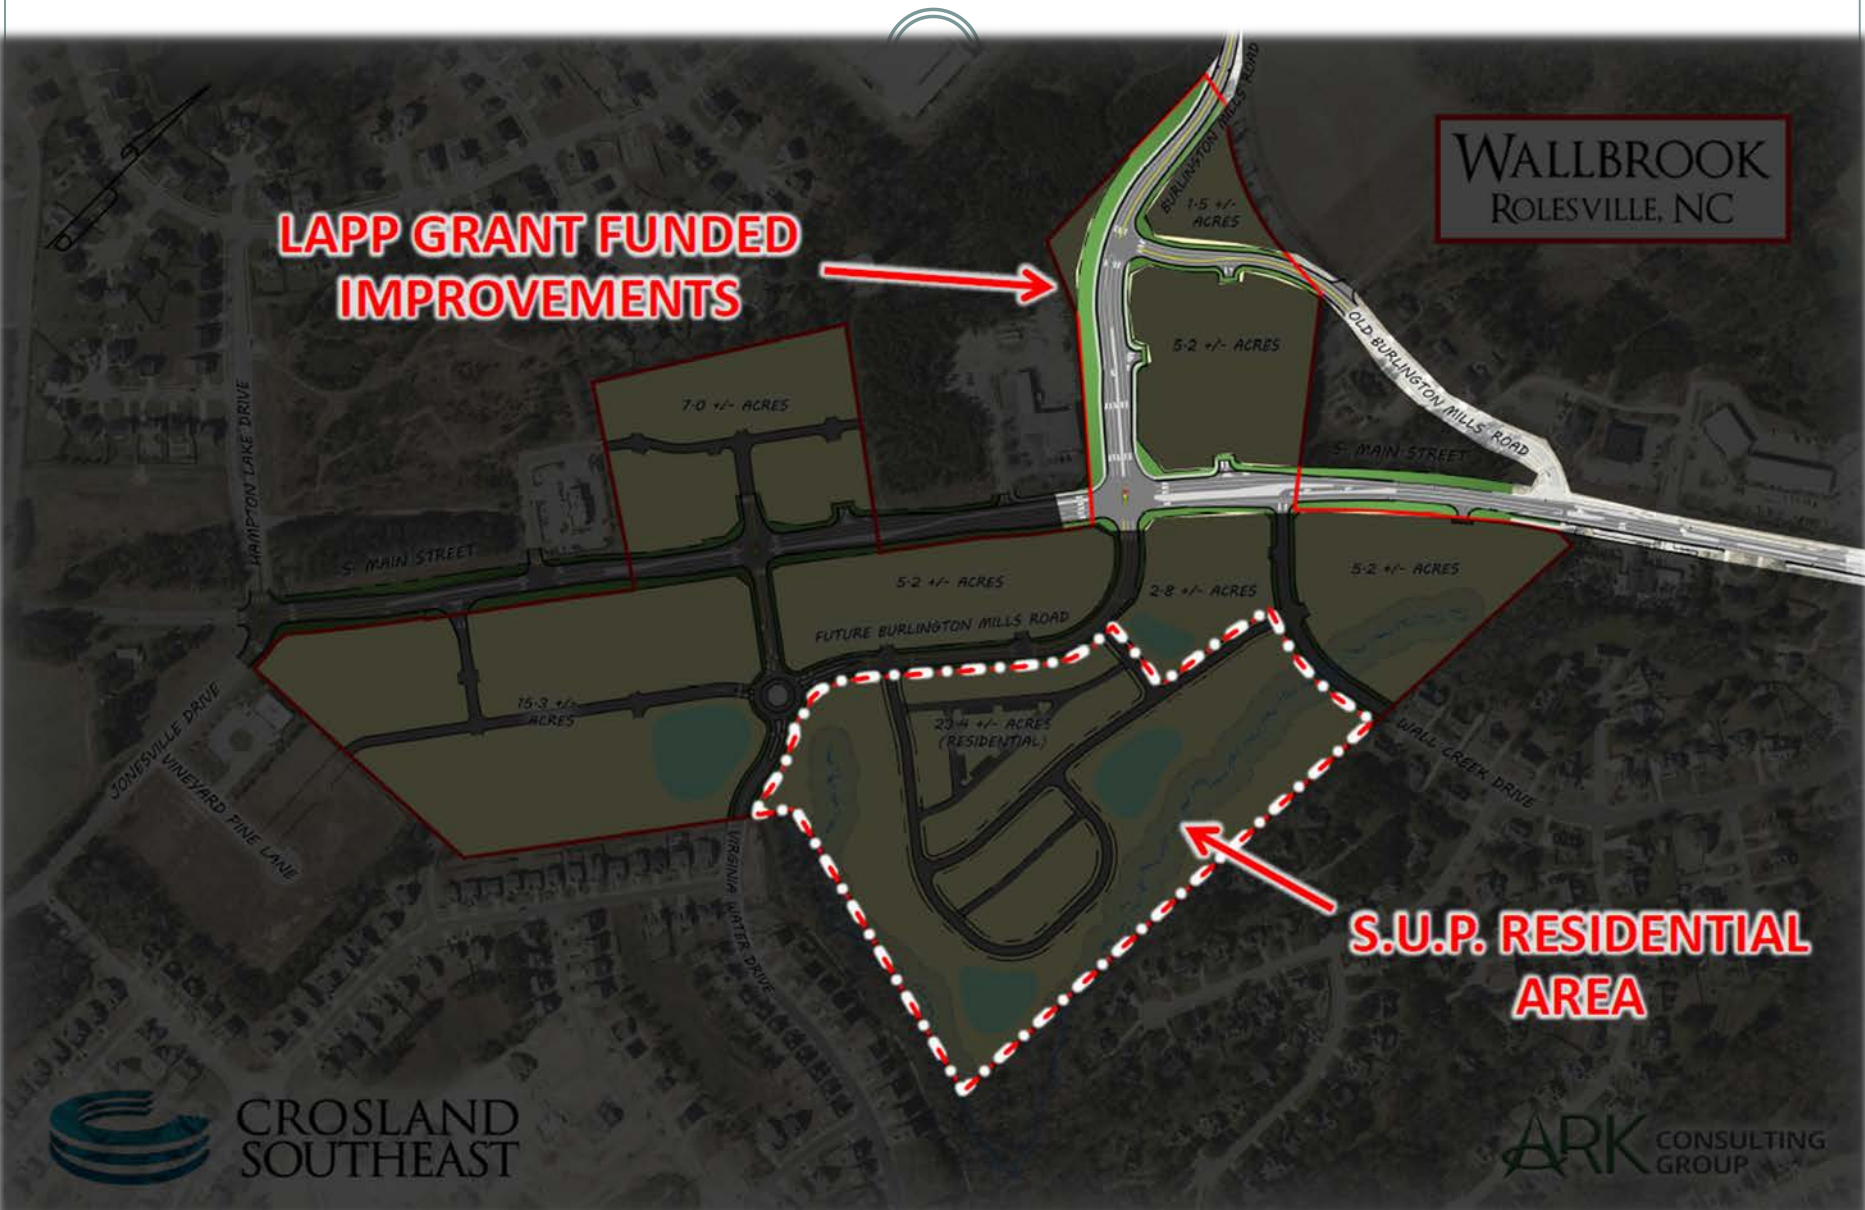 BURLINGTON MILLS ROAD
WALLBROOK
ROLESVILLE, NC
1.5 +/-
ACRES
LAPP GRANT FUNDED
IMPROVEMENTS
5.2 +/- ACRES
OLD BURLINGTON MILLS ROAD
7.0 +/- ACRES
HAMPTON LAKE DRIVE
S. MAIN STREET
S. MAIN STREET
5.2 +/- ACRES
2.8 +/- ACRES
5.2 +/- ACRES
FUTURE BURLINGTON MILLS ROAD
15.3 +/-
ACRES
23.4 +/- ACRES
(RESIDENTIAL)
JONESVILLE DRIVE
VINEYARD PINE LANE
WALL CREEK DRIVE
VIRGINIA WATER DRIVE
S.U.P. RESIDENTIAL
AREA
CROSLAND
SOUTHEAST
ARK CONSULTING
GROUP